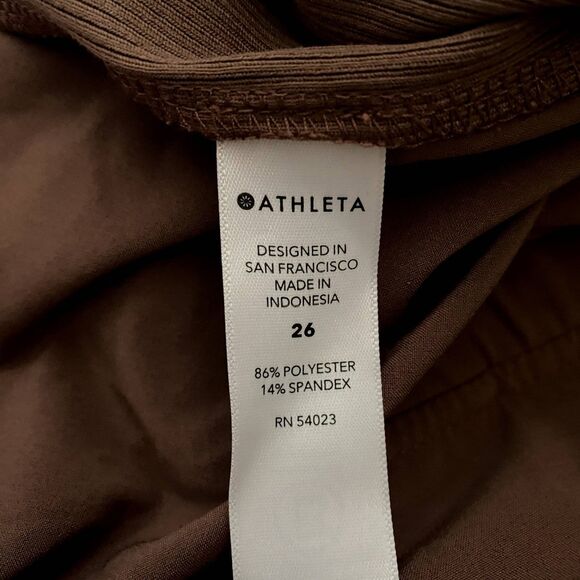 ATHLETA
DESIGNED IN
SAN FRANCISCO
MADE IN
INDONESIA
26
86% POLYESTER
14% SPANDEX
RN 54023